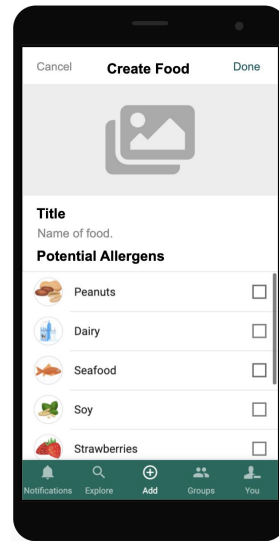 Cancel Create Food Done
Title
Name of food.
Potential Allergens
Peanuts
Dairy
Seafood
Soy
Strawberries
Notifications Explore Add Groups You